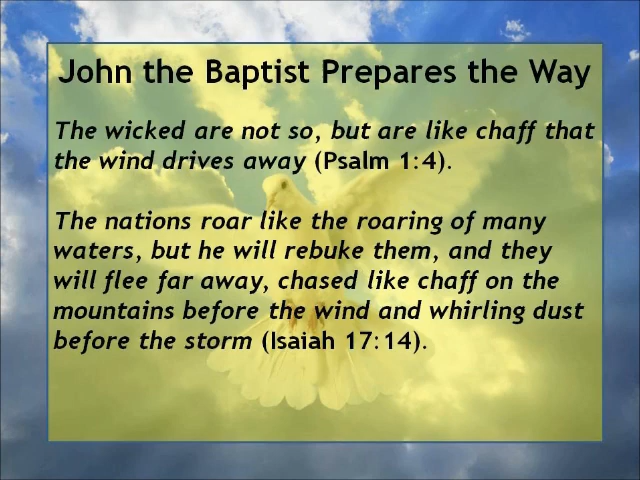 John the Baptist Prepares the Way
The wicked are not so, but are like chaff that
the wind drives away (Psalm 1:4).
The nations roar like the roaring of many
waters, but he will rebuke them, and they
will flee far away, chased like chaff on the
mountains before the wind and whirling dust
before the storm (Isaiah 17:14).